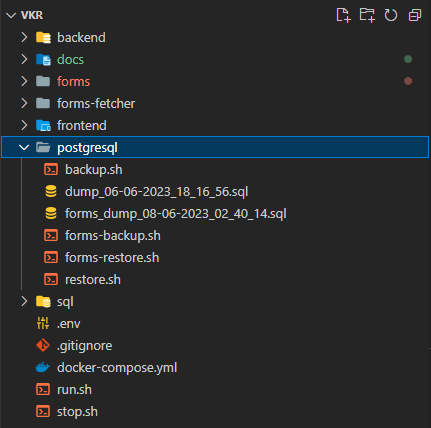 VKR
backend
docs
forms
forms-fetcher
frontend
postgresql
backup.sh
dump_06-06-2023_18_16_56.sql
forms_dump_08-06-2023_02_40_14.sql
forms-backup.sh
forms-restore.sh
restore.sh
sql
.env
.gitignore
docker-compose.yml
run.sh
stop.sh